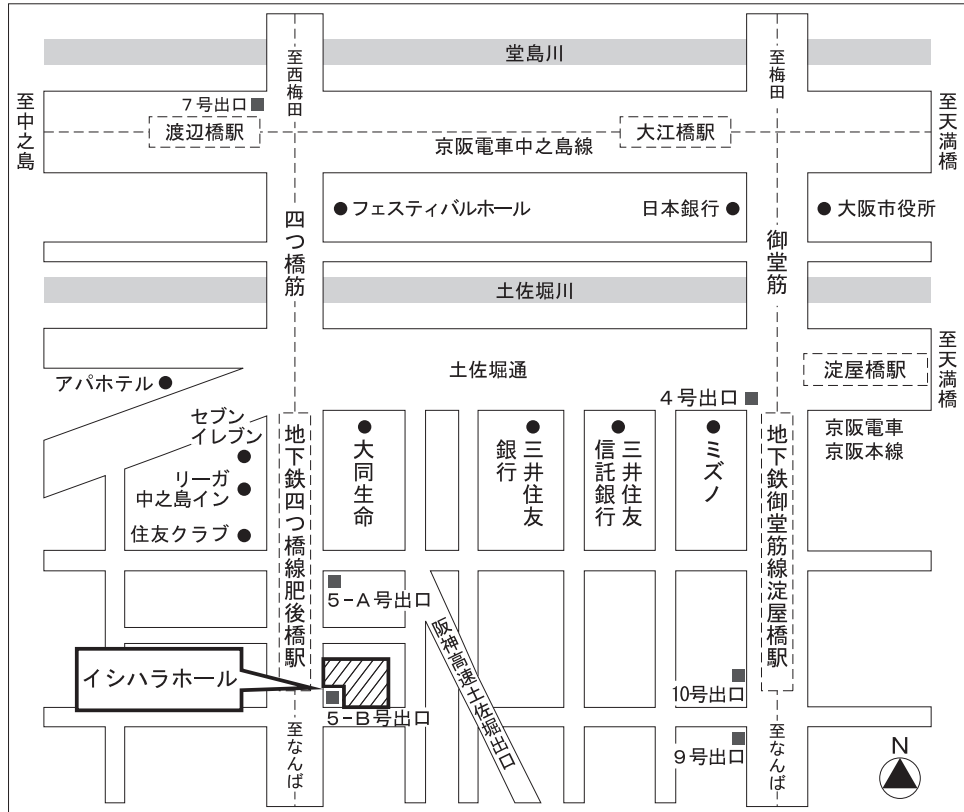 堂島川
至西梅田
至梅田
至中之島
7号出口
渡辺橋駅
京阪電車中之島線
大江橋駅
至天満橋
四つ橋筋
フェスティバルホール
日本銀行
御堂筋
大阪市役所
土佐堀川
土佐堀通
至天満橋
淀屋橋駅
アパホテル
4号出口
京阪電車
京阪本線
セブン
イレブン
リーガ
中之島イン
住友クラブ
地下鉄四つ橋線肥後橋駅
大同生命
三井住友
銀行
三井住友
信託銀行
ミズノ
地下鉄御堂筋線淀屋橋駅
5-A号出口
阪神高速土佐堀出口
イシハラホール
5-B号出口
10号出口
9号出口
至なんば
至なんば
N